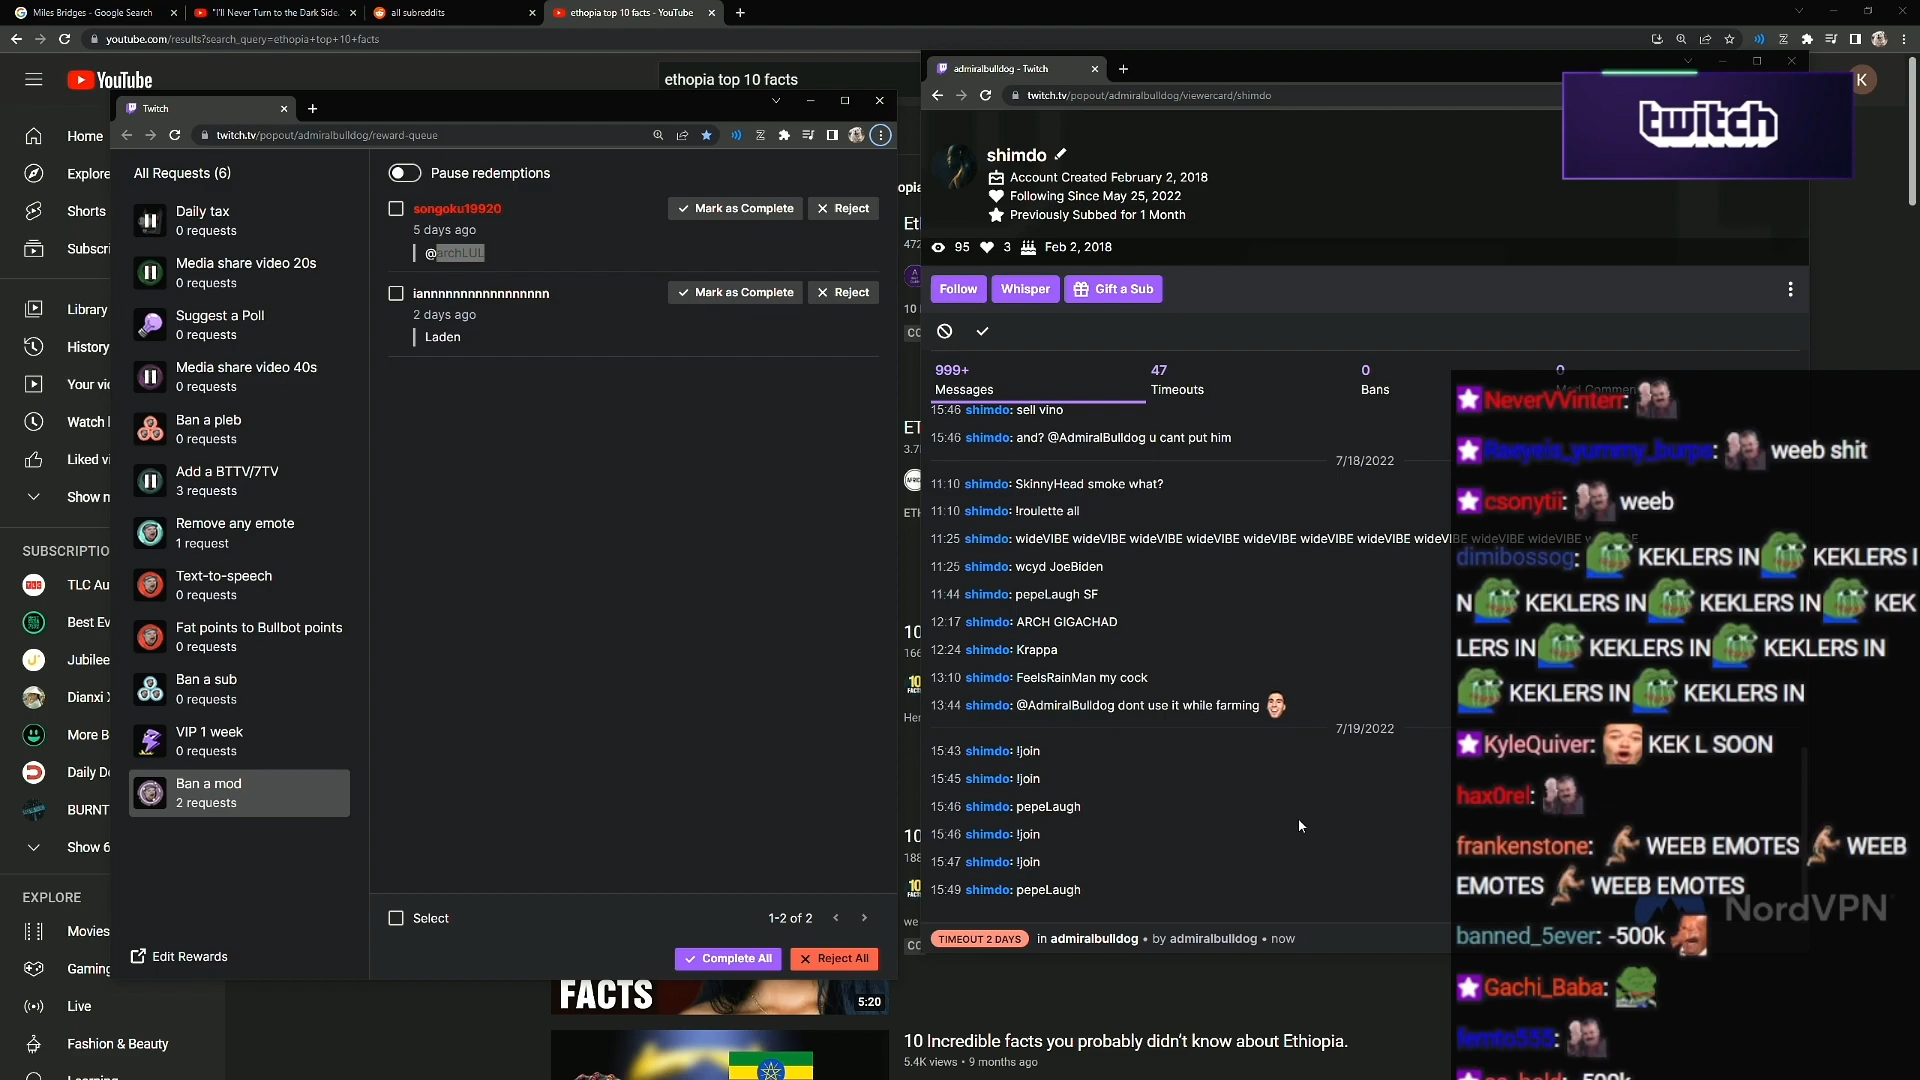 Miles Bridges - Google Search
"I'll Never Turn to the Dark Side.
all subreddits
ethopia top 10 facts - YouTube
youtube.com/results?search_query=ethopia+top+10+facts
YouTube
ethopia top 10 facts
K
Home
Explore
Shorts
Subscri
Library
History
Your vi
Watch l
Liked vi
Show m
SUBSCRIPTIO
TLC Au
Best Ev
Jubilee
Dianxi
More B
Daily D
BURNT
Show 6
EXPLORE
Movies
Gaming
Live
Fashion & Beauty
Twitch
twitch.tv/popout/admiralbulldog/reward-queue
All Requests (6)
Daily tax
0 requests
Media share video 20s
0 requests
Suggest a Poll
0 requests
Media share video 40s
0 requests
Ban a pleb
0 requests
Add a BTTV/7TV
3 requests
Remove any emote
1 request
Text-to-speech
0 requests
Fat points to Bullbot points
0 requests
Ban a sub
0 requests
VIP 1 week
0 requests
Ban a mod
2 requests
Edit Rewards
Pause redemptions
songoku19920
Mark as Complete
Reject
5 days ago
@archLUL
iannnnnnnnnnnnnnnnn
Mark as Complete
Reject
2 days ago
Laden
Select
1-2 of 2
Complete All
Reject All
FACTS
5:20
10 Incredible facts you probably didn't know about Ethiopia.
5.4K views • 9 months ago
admiralbulldog - Twitch
twitch.tv/popout/admiralbulldog/viewercard/shimdo
twitch
shimdo
Account Created February 2, 2018
Following Since May 25, 2022
Previously Subbed for 1 Month
95
3
Feb 2, 2018
Follow
Whisper
Gift a Sub
999+
Messages
47
Timeouts
0
Bans
0
15:46 shimdo: sell vino
15:46 shimdo: and? @AdmiralBulldog u cant put him
7/18/2022
11:10 shimdo: SkinnyHead smoke what?
11:10 shimdo: !roulette all
11:25 shimdo: wideVIBE wideVIBE wideVIBE wideVIBE wideVIBE wideVIBE wideVIBE wideVIBE wideVIBE wideVIBE
11:25 shimdo: wcyd JoeBiden
11:44 shimdo: pepeLaugh SF
12:17 shimdo: ARCH GIGACHAD
12:24 shimdo: Krappa
13:10 shimdo: FeelsRainMan my cock
13:44 shimdo: @AdmiralBulldog dont use it while farming
7/19/2022
15:43 shimdo: !join
15:45 shimdo: !join
15:46 shimdo: pepeLaugh
15:46 shimdo: !join
15:47 shimdo: !join
15:49 shimdo: pepeLaugh
TIMEOUT 2 DAYS in admiralbulldog • by admiralbulldog • now
NeverVVinterr:
Raeyeis_yummy_burps: weeb shit
csonytii: weeb
dimibossog: KEKLERS IN KEKLERS I
N KEKLERS IN KEKLERS IN KEK
LERS IN KEKLERS IN KEKLERS IN
KEKLERS IN KEKLERS IN
KyleQuiver: KEK L SOON
hax0rel:
frankenstone: WEEB EMOTES WEEB
EMOTES WEEB EMOTES
NordVPN
banned_5ever: -500k
Gachi_Baba:
femto555: